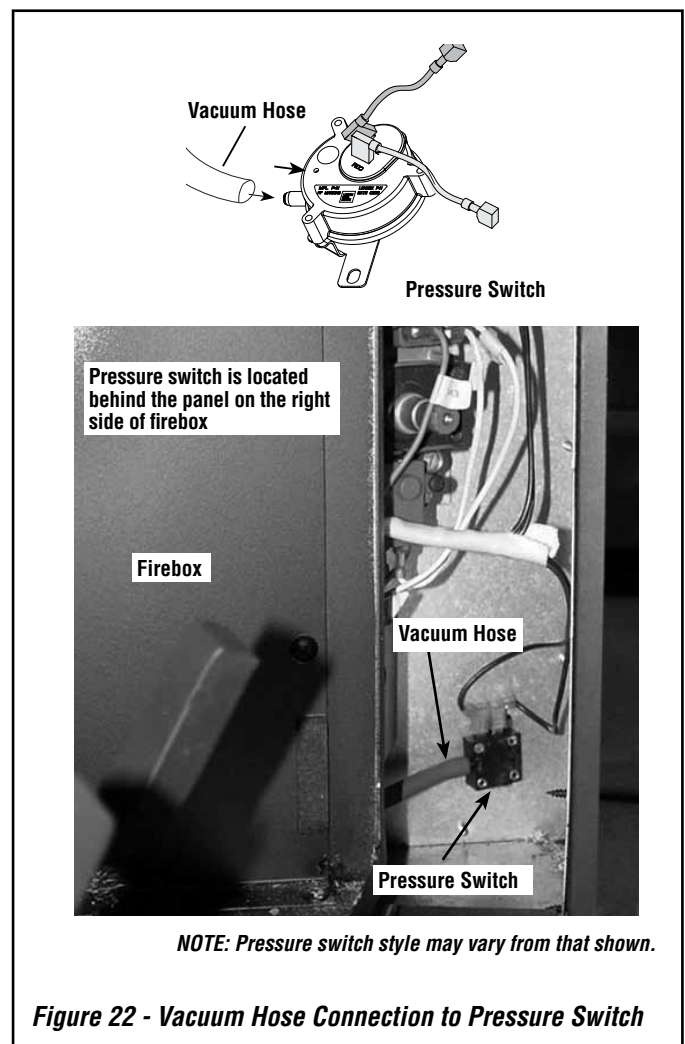 Vacuum Hose
Pressure Switch
Pressure switch is located
behind the panel on the right
side of firebox
Firebox
Vacuum Hose
Pressure Switch
NOTE: Pressure switch style may vary from that shown.
Figure 22 - Vacuum Hose Connection to Pressure Switch